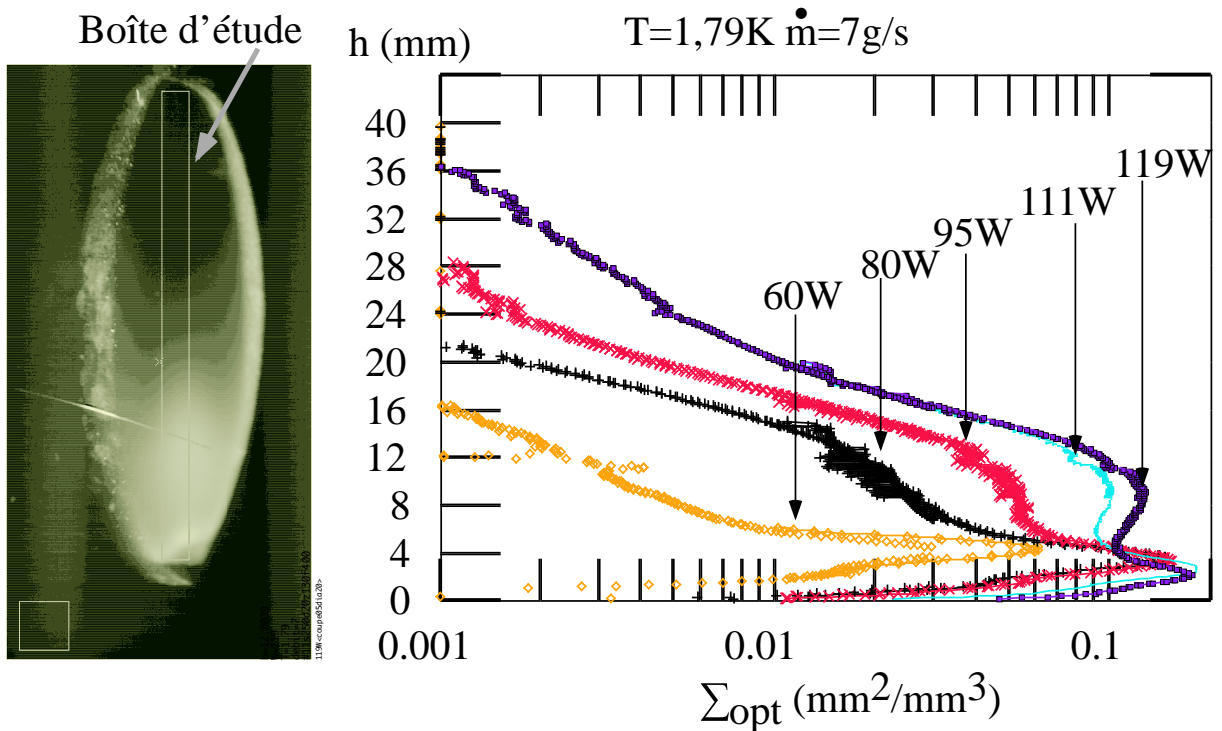 Boîte d’étude
h (mm)
T=1,79K ṁ=7g/s
40
36
32
28
24
20
16
12
8
4
0
60W
80W
95W
111W
119W
0.001
0.01
0.1
∑opt (mm²/mm³)